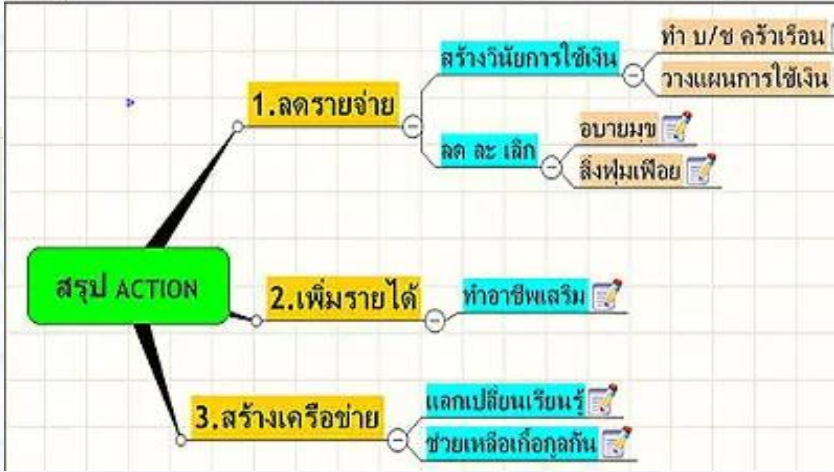 สรุป ACTION
1.ลดรายจ่าย
สร้างวินัยการใช้เงิน
ทำ บ/ช ครัวเรือน
วางแผนการใช้เงิน
ลด ละ เลิก
อบายมุข
สิ่งฟุ่มเฟือย
2.เพิ่มรายได้
ทำอาชีพเสริม
3.สร้างเครือข่าย
แลกเปลี่ยนเรียนรู้
ช่วยเหลือเกื้อกูลกัน